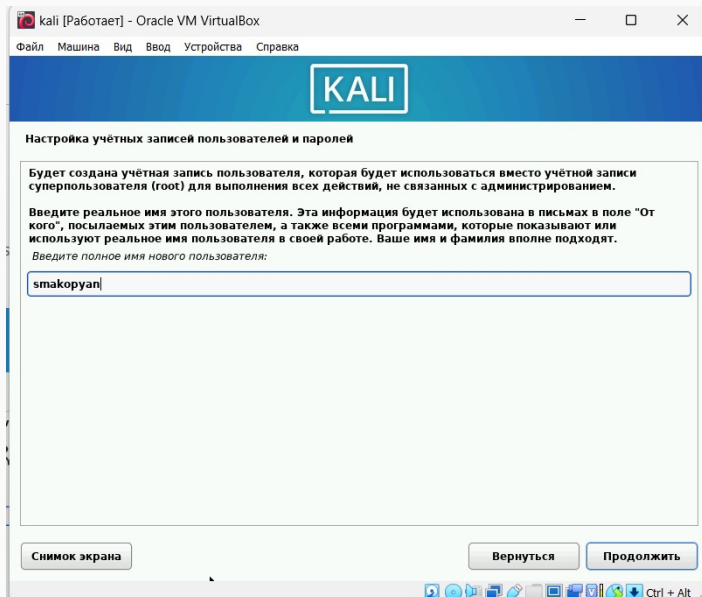 kali [Работает] - Oracle VM VirtualBox
Файл Машина Вид Ввод Устройства Справка
KALI
Настройка учётных записей пользователей и паролей
Будет создана учётная запись пользователя, которая будет использоваться вместо учётной записи
суперпользователя (root) для выполнения всех действий, не связанных с администрированием.
Введите реальное имя этого пользователя. Эта информация будет использована в письмах в поле "От
кого", посылаемых этим пользователем, а также всеми программами, которые показывают или
используют реальное имя пользователя в своей работе. Ваше имя и фамилия вполне подходят.
Введите полное имя нового пользователя:
smakopyan
Снимок экрана
Вернуться
Продолжить
Ctrl + Alt